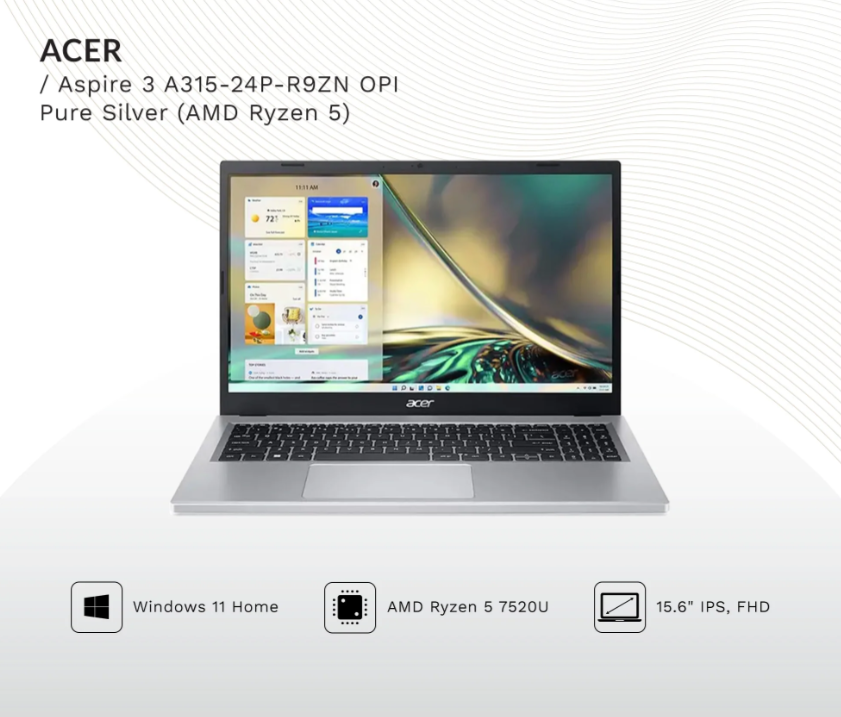 ACER
/ Aspire 3 A315-24P-R9ZN OPI
Pure Silver (AMD Ryzen 5)
11:11 AM
72°
acer
Windows 11 Home
AMD Ryzen 5 7520U
15.6" IPS, FHD